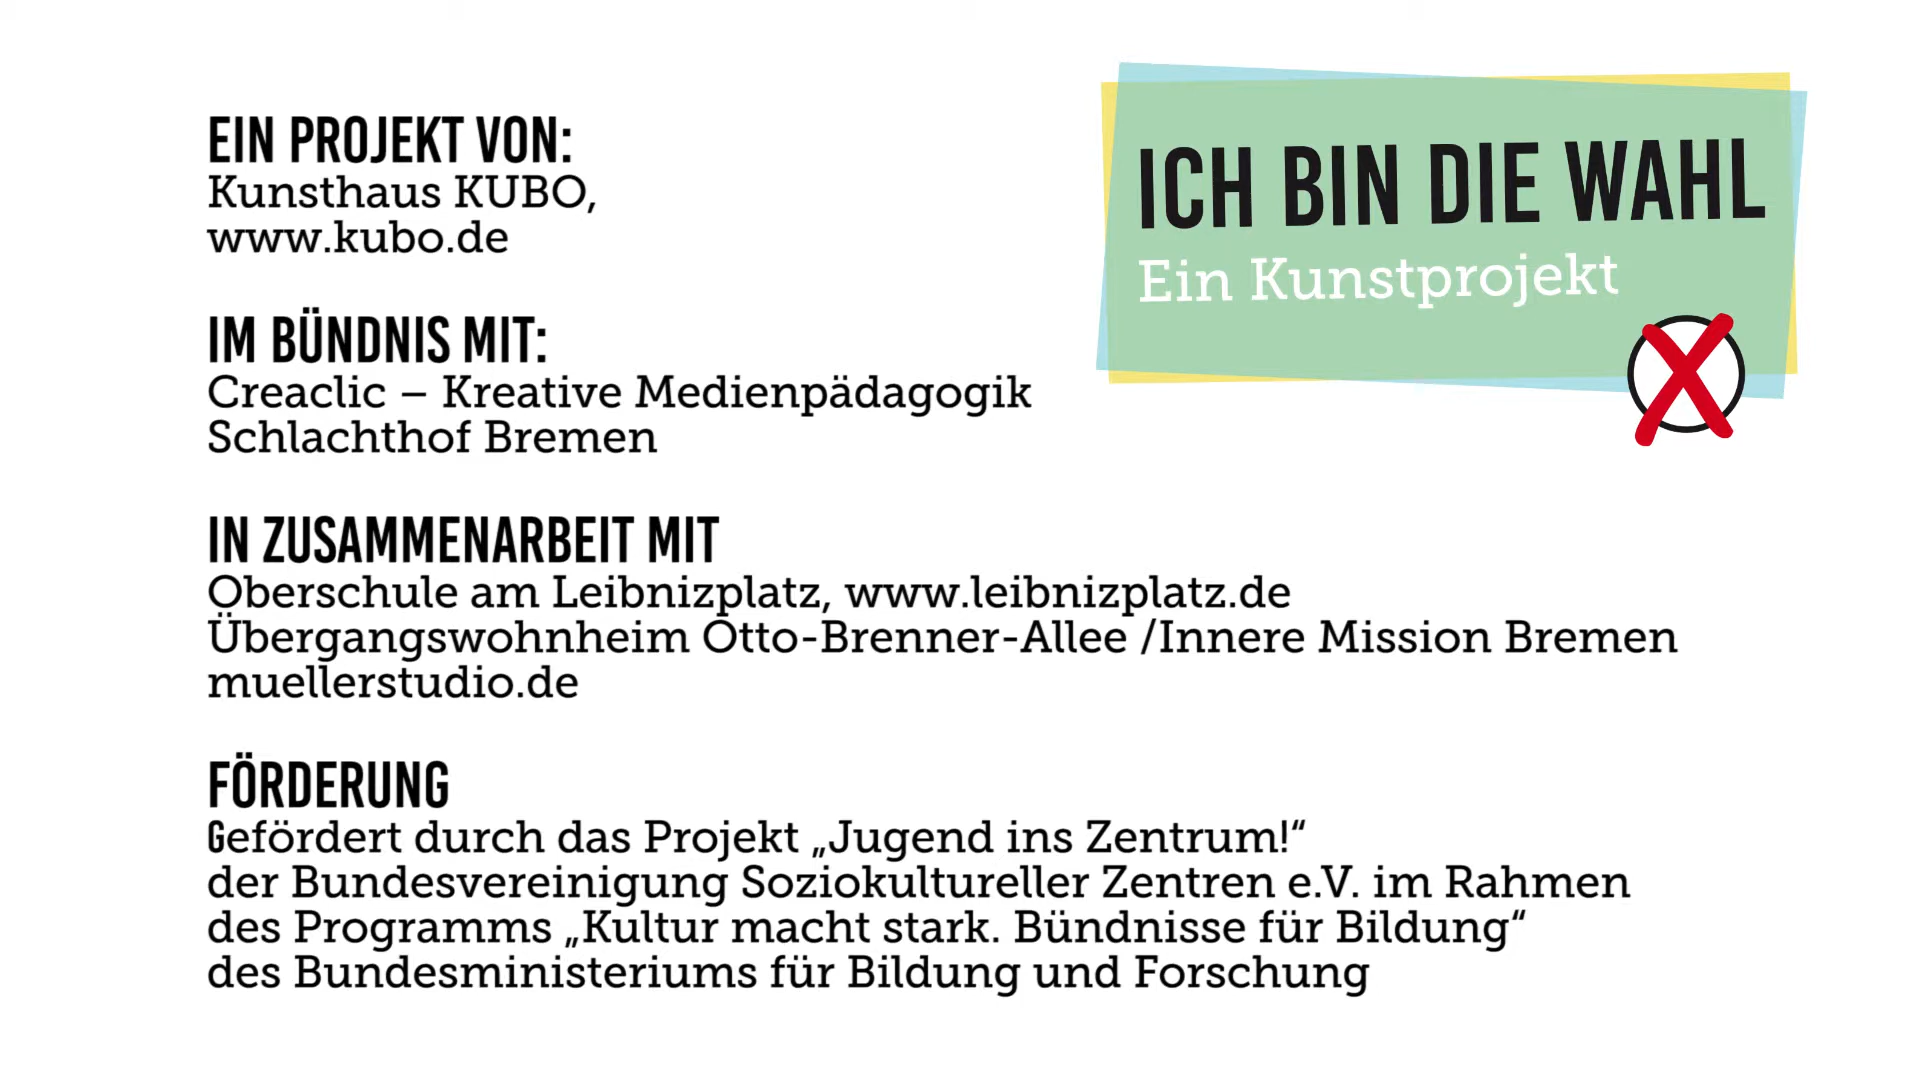 EIN PROJEKT VON:
Kunsthaus KUBO,
www.kubo.de
IM BÜNDNIS MIT:
Creaclic – Kreative Medienpädagogik
Schlachthof Bremen
IN ZUSAMMENARBEIT MIT
Oberschule am Leibnizplatz, www.leibnizplatz.de
Übergangswohnheim Otto-Brenner-Allee /Innere Mission Bremen
muellerstudio.de
FÖRDERUNG
Gefördert durch das Projekt „Jugend ins Zentrum!“
der Bundesvereinigung Soziokultureller Zentren e.V. im Rahmen
des Programms „Kultur macht stark. Bündnisse für Bildung“
des Bundesministeriums für Bildung und Forschung
ICH BIN DIE WAHL
Ein Kunstprojekt